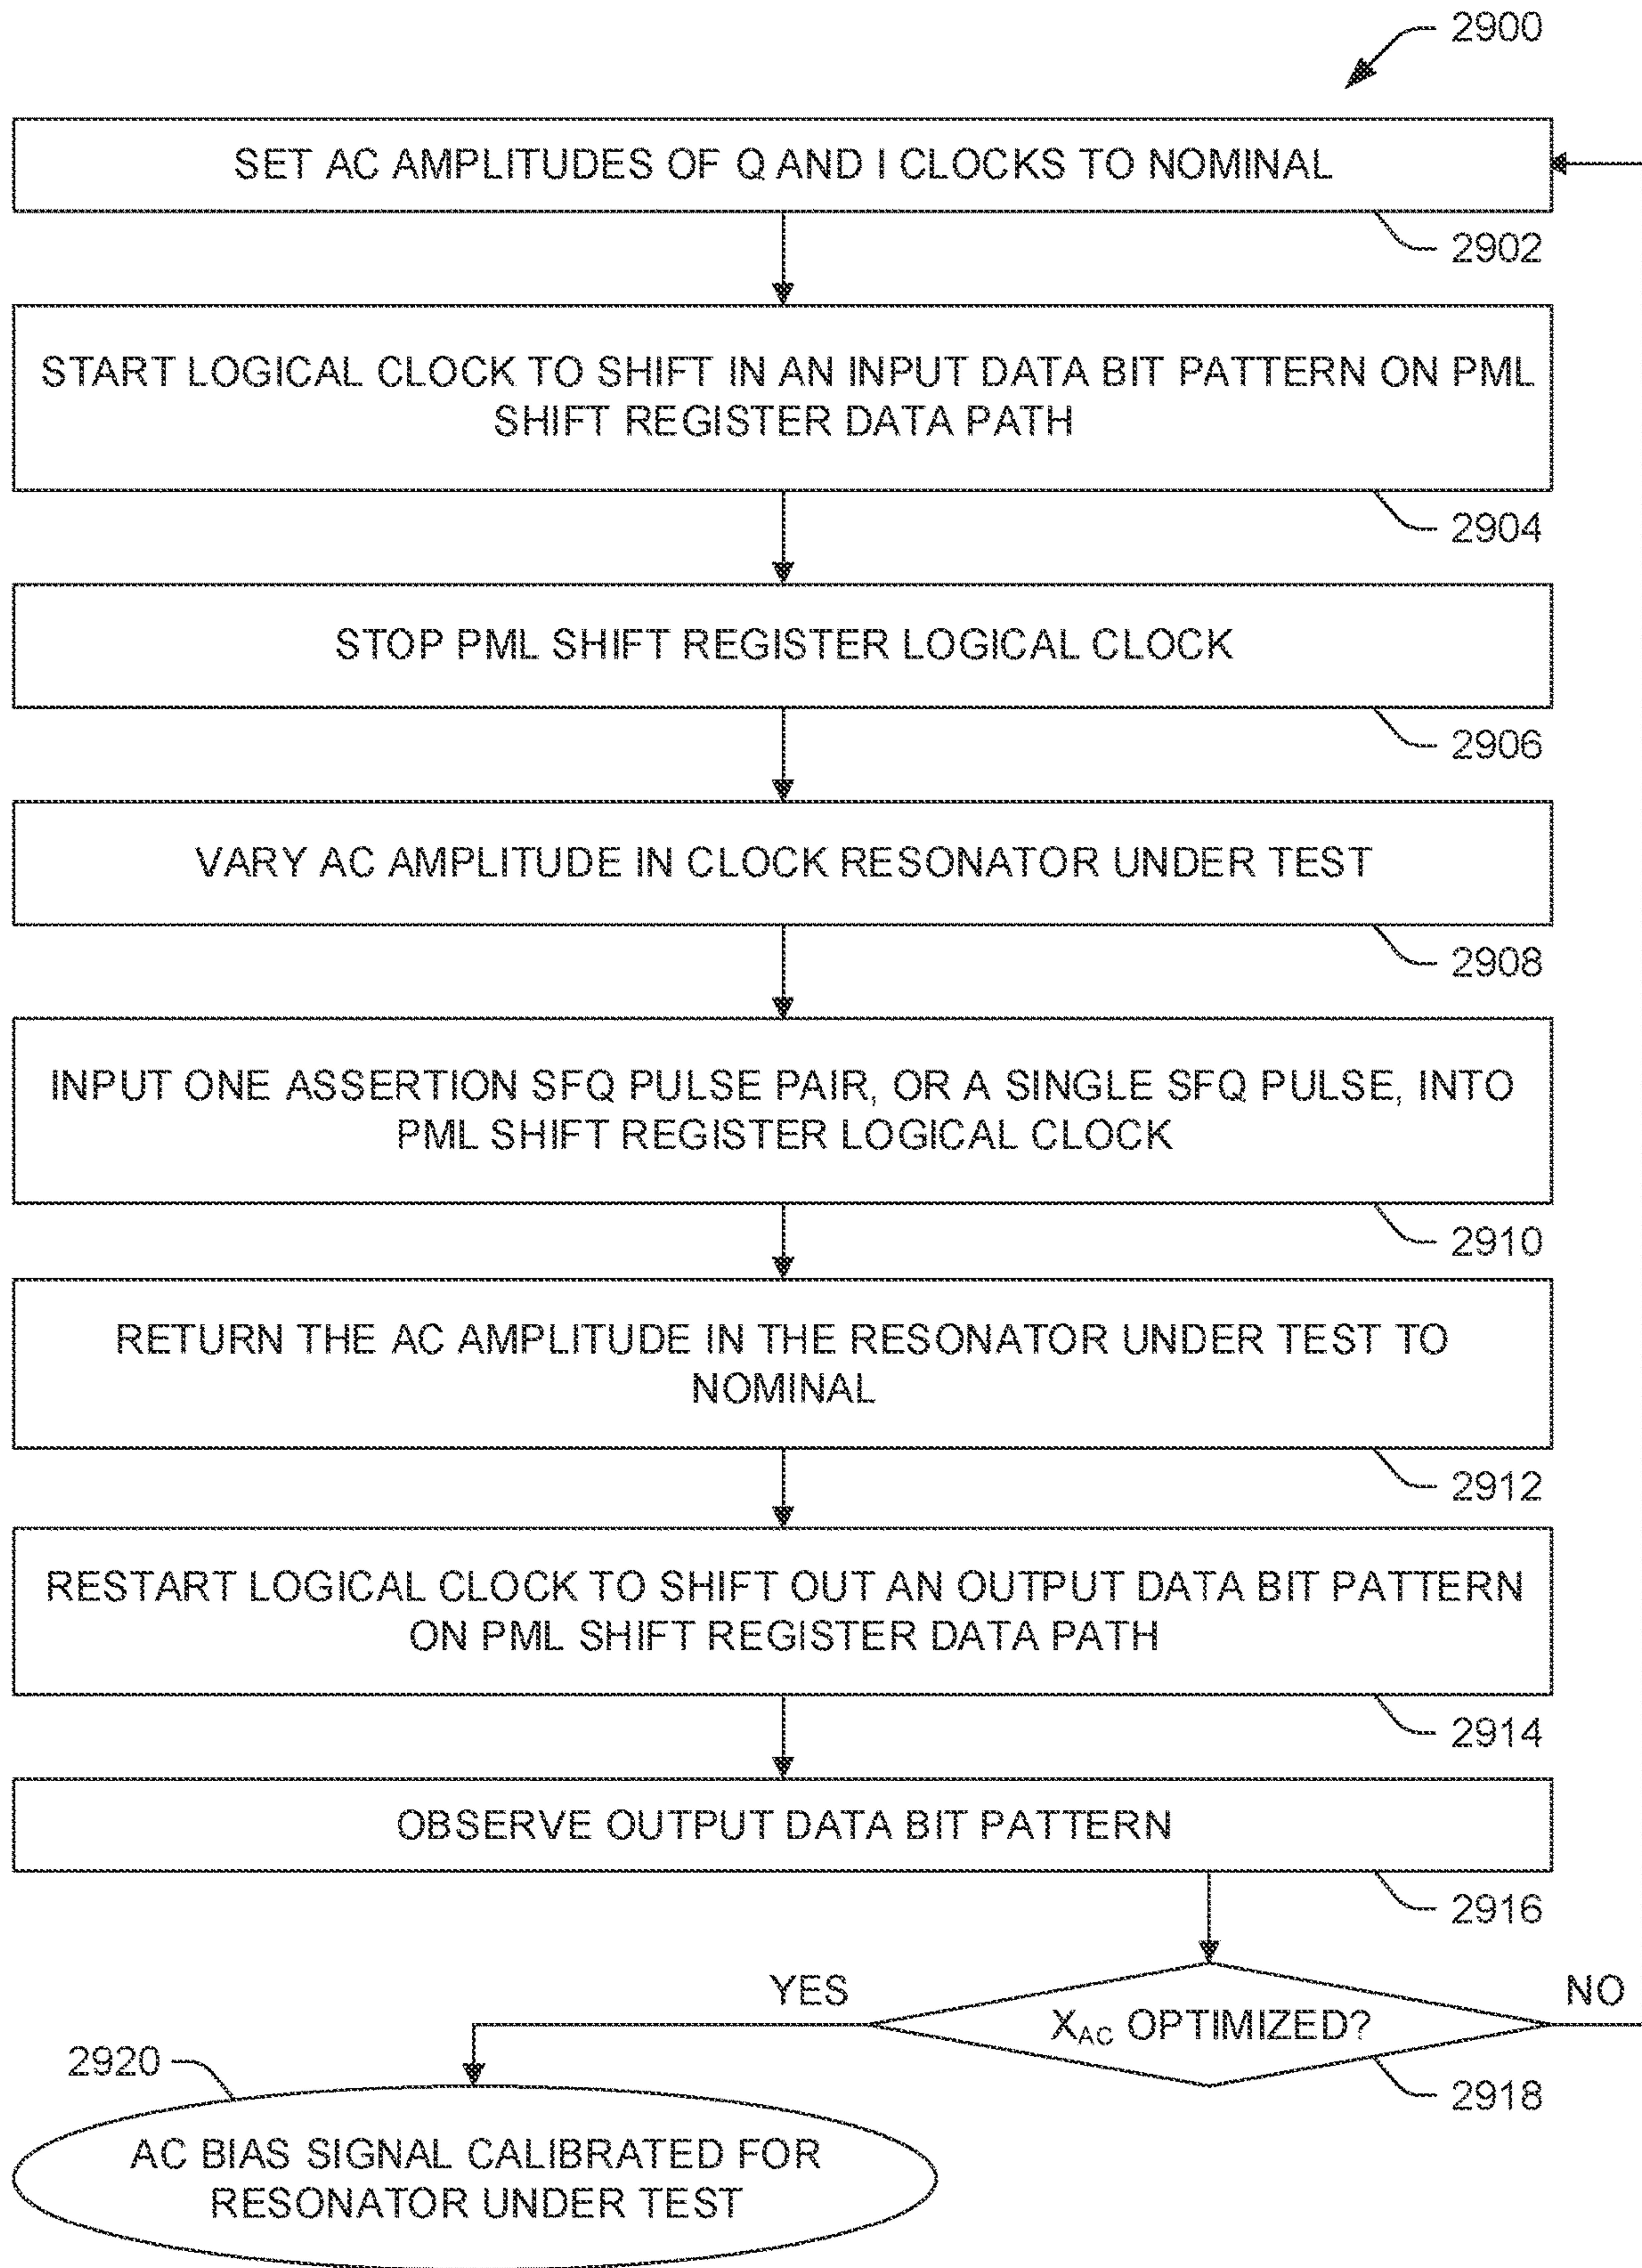 2900
SET AC AMPLITUDES OF Q AND I CLOCKS TO NOMINAL
2902
START LOGICAL CLOCK TO SHIFT IN AN INPUT DATA BIT PATTERN ON PML
SHIFT REGISTER DATA PATH
2904
STOP PML SHIFT REGISTER LOGICAL CLOCK
2906
VARY AC AMPLITUDE IN CLOCK RESONATOR UNDER TEST
2908
INPUT ONE ASSERTION SFQ PULSE PAIR, OR A SINGLE SFQ PULSE, INTO
PML SHIFT REGISTER LOGICAL CLOCK
2910
RETURN THE AC AMPLITUDE IN THE RESONATOR UNDER TEST TO
NOMINAL
2912
RESTART LOGICAL CLOCK TO SHIFT OUT AN OUTPUT DATA BIT PATTERN
ON PML SHIFT REGISTER DATA PATH
2914
OBSERVE OUTPUT DATA BIT PATTERN
2916
YES
NO
X_AC OPTIMIZED?
2918
2920
AC BIAS SIGNAL CALIBRATED FOR
RESONATOR UNDER TEST